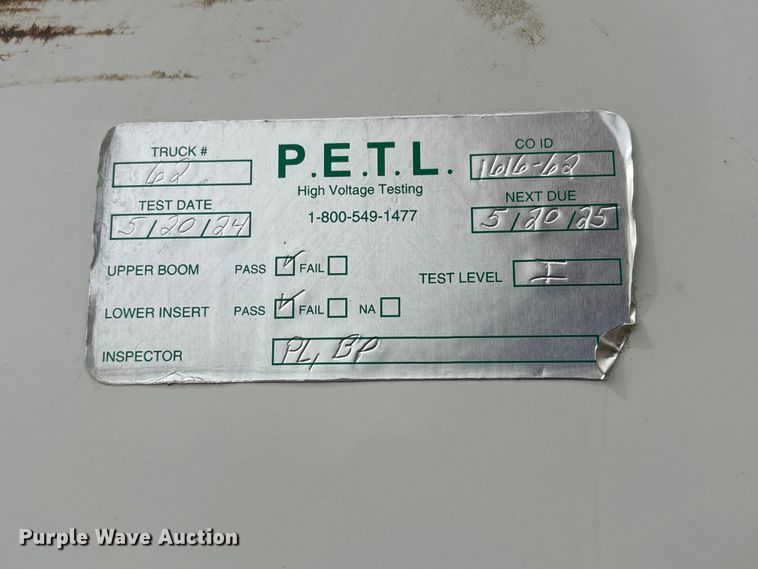 TRUCK # P.E.T.L. CO ID
62 High Voltage Testing 1616-62
TEST DATE 1-800-549-1477 NEXT DUE
5/20/24 5/20/25
UPPER BOOM PASS ☑ FAIL ☐ TEST LEVEL I
LOWER INSERT PASS ☑ FAIL ☐ NA ☐
INSPECTOR PL, BP
Purple Wave Auction